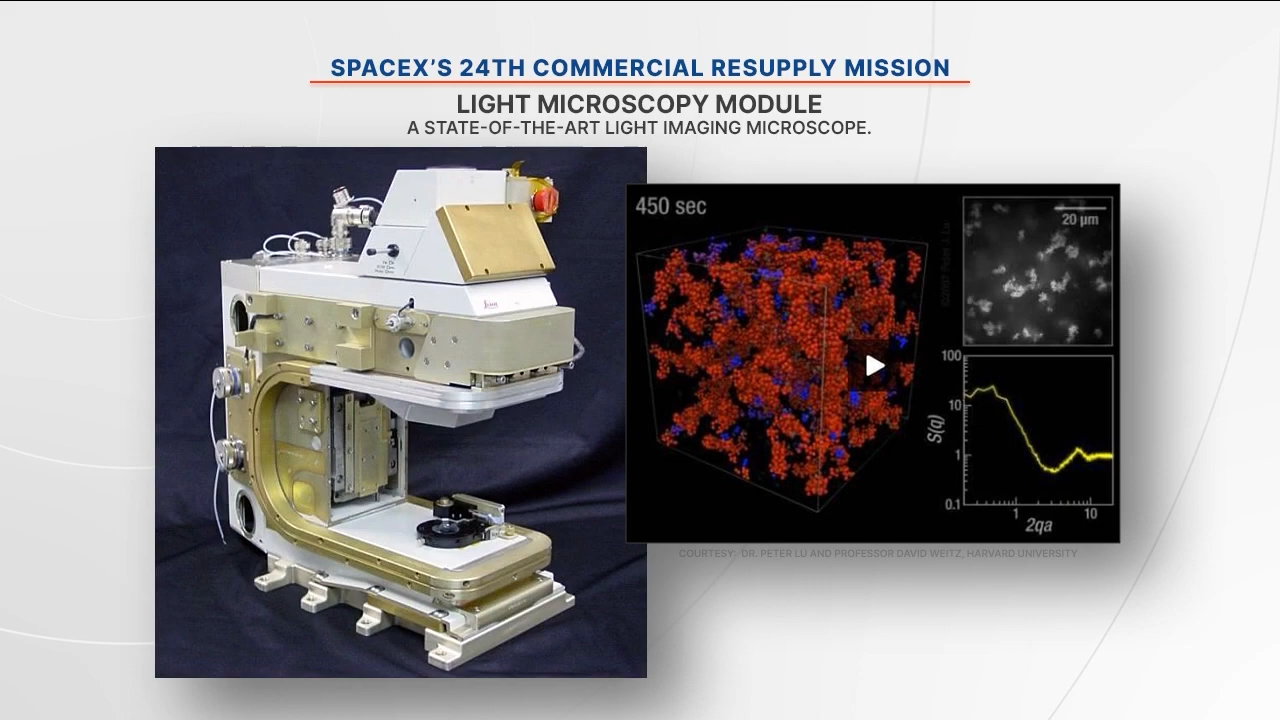 SPACEX'S 24TH COMMERCIAL RESUPPLY MISSION
LIGHT MICROSCOPY MODULE
A STATE-OF-THE-ART LIGHT IMAGING MICROSCOPE.
Leica
450 sec
20 µm
100
10
1
0.1
S(q)
1
10
2qa
COURTESY: DR. PETER LU AND PROFESSOR DAVID WEITZ, HARVARD UNIVERSITY